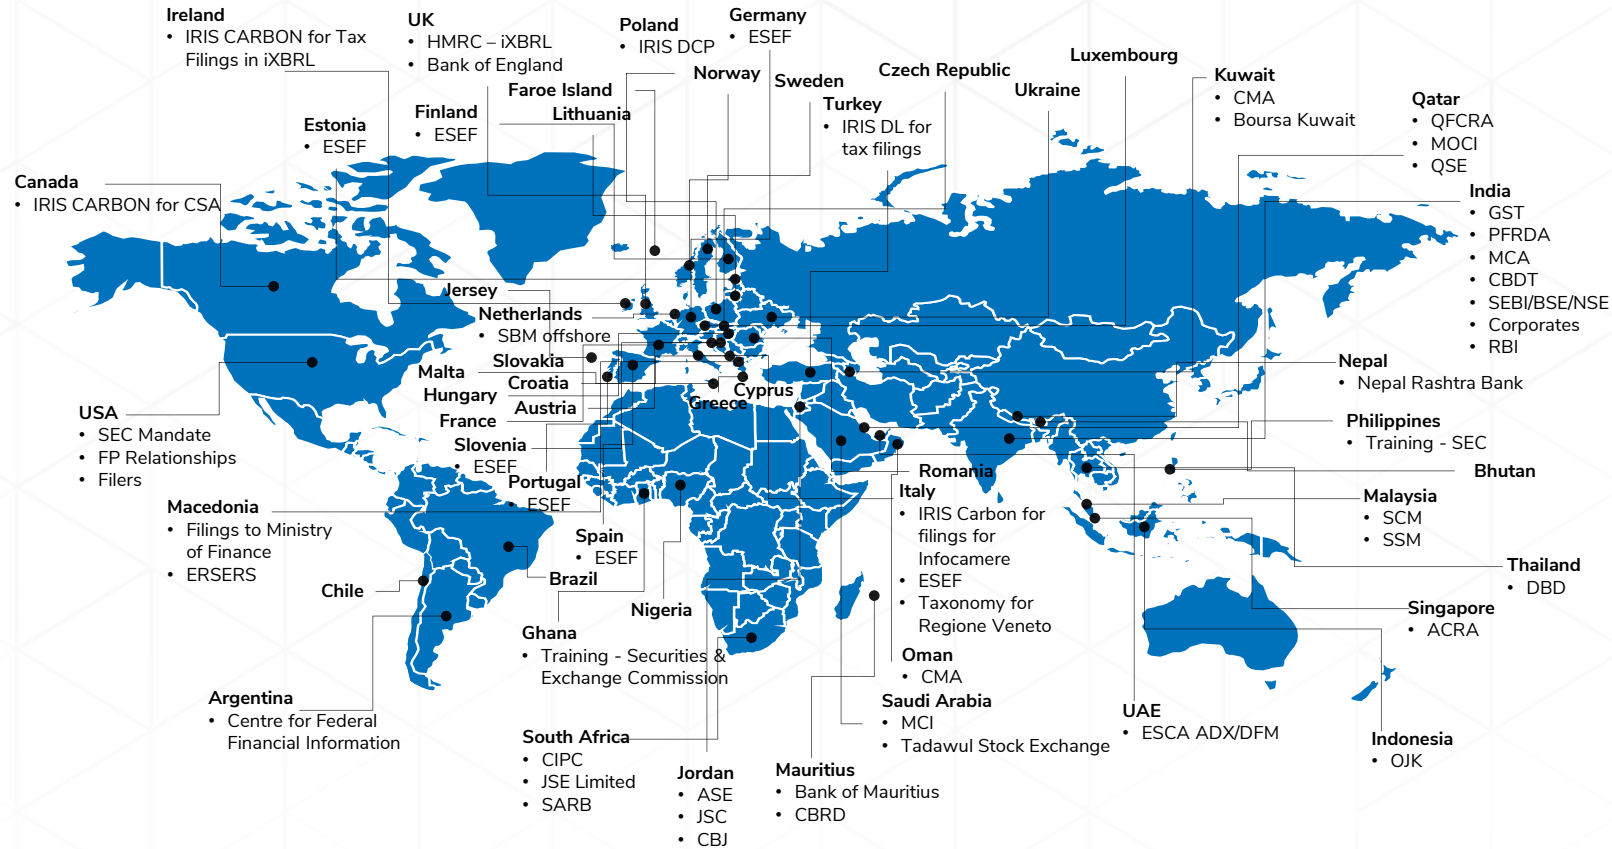 Ireland
• IRIS CARBON for Tax
Filings in iXBRL
UK
• HMRC – iXBRL
• Bank of England
Poland
• IRIS DCP
Germany
• ESEF
Norway
Sweden
Faroe Island
Lithuania
Finland
• ESEF
Estonia
• ESEF
Turkey
• IRIS DL for
tax filings
Czech Republic
Ukraine
Luxembourg
Kuwait
• CMA
• Boursa Kuwait
Qatar
• QFCRA
• MOCI
• QSE
Canada
• IRIS CARBON for CSA
India
• GST
• PFRDA
• MCA
• CBDT
• SEBI/BSE/NSE
• Corporates
• RBI
Jersey
Netherlands
• SBM offshore
Slovakia
Malta
Croatia
Hungary
Austria
France
Slovenia
• ESEF
Portugal
• ESEF
Cyprus
Greece
Nepal
• Nepal Rashtra Bank
USA
• SEC Mandate
• FP Relationships
• Filers
Philippines
• Training - SEC
Bhutan
Romania
Italy
• IRIS Carbon for
filings for
Infocamere
• ESEF
• Taxonomy for
Regione Veneto
Malaysia
• SCM
• SSM
Macedonia
• Filings to Ministry
of Finance
• ERSERS
Spain
• ESEF
Brazil
Chile
Nigeria
Thailand
• DBD
Singapore
• ACRA
Ghana
• Training - Securities &
Exchange Commission
Oman
• CMA
Saudi Arabia
• MCI
• Tadawul Stock Exchange
UAE
• ESCA ADX/DFM
Argentina
• Centre for Federal
Financial Information
South Africa
• CIPC
• JSE Limited
• SARB
Jordan
• ASE
• JSC
• CBJ
Mauritius
• Bank of Mauritius
• CBRD
Indonesia
• OJK